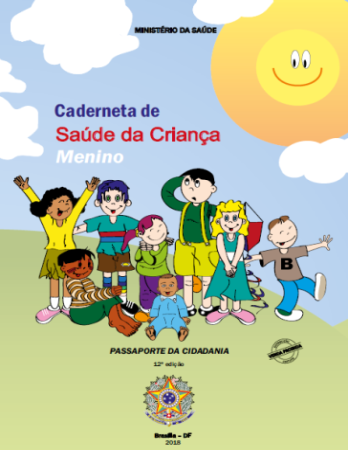 MINISTÉRIO DA SAÚDE
Caderneta de
Saúde da Criança
Menino
B
PASSAPORTE DA CIDADANIA
12ª edição
Brasília – DF
2018